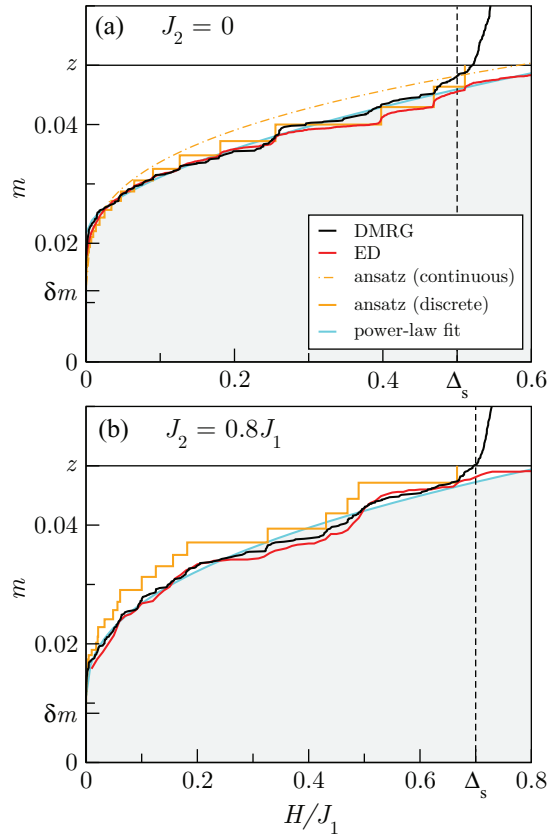 (a) J₂ = 0
z
0.04
m
0.02
δm
0
DMRG
ED
ansatz (continuous)
ansatz (discrete)
power-law fit
0 0.2 0.4 Δₛ 0.6
(b) J₂ = 0.8J₁
z
0.04
m
0.02
δm
0
0 0.2 0.4 0.6 Δₛ 0.8
H/J₁